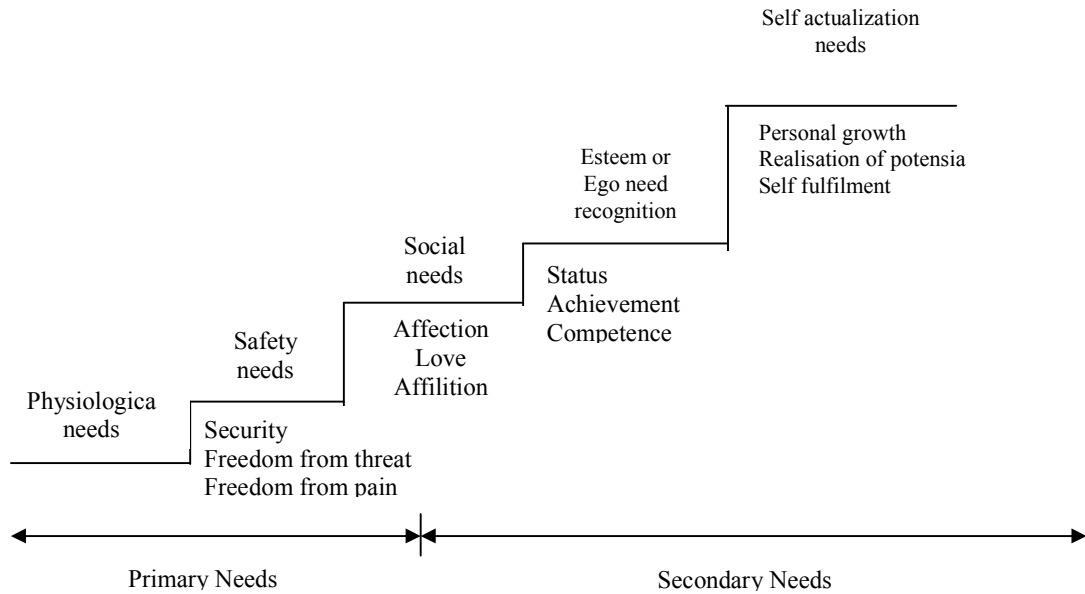 Self actualization
needs
Personal growth
Realisation of potensia
Self fulfilment
Esteem or
Ego need
recognition
Status
Achievement
Competence
Social
needs
Affection
Love
Affilition
Safety
needs
Security
Freedom from threat
Freedom from pain
Physiologica
needs
Primary Needs
Secondary Needs